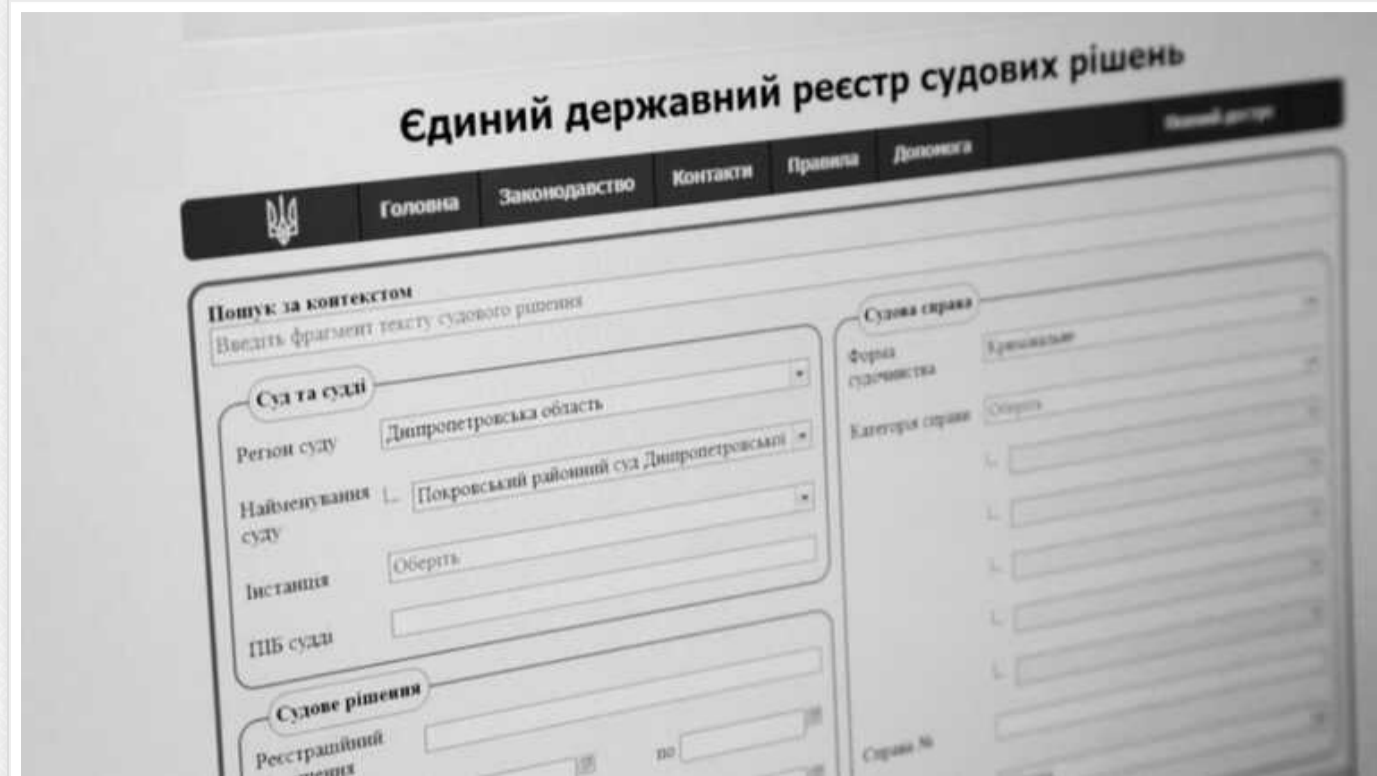 Єдиний державний реєстр судових рішень
Головна Законодавство Контакти Правила Допомога
Пошук за контекстом
Введіть фрагмент тексту судового рішення
Суд та судді
Регіон суду Дніпропетровська область
Найменування суду Покровський районний суд Дніпропетровської
Інстанція Оберіть
ПІБ судді
Судова справа
Форма судочинства Кримінальне
Категорія справи Оберіть
Справа №
Судове рішення
Реєстраційний
по